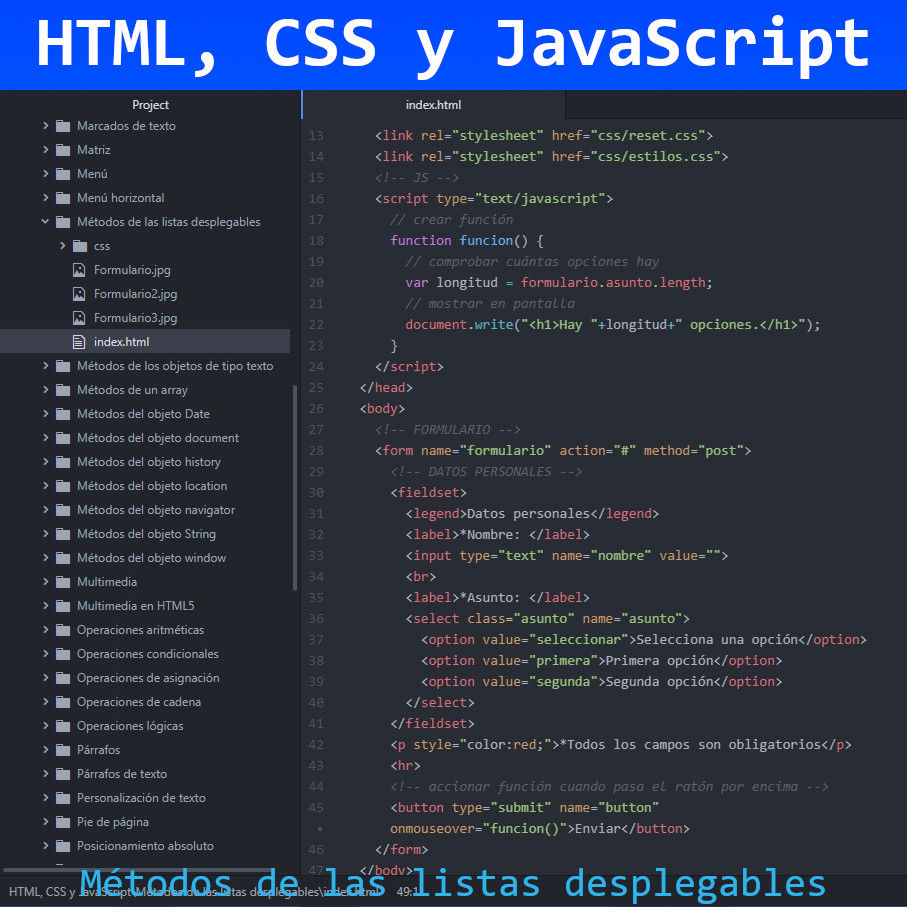 HTML, CSS y JavaScript
Project
Marcados de texto
Matriz
Menú
Menú horizontal
Métodos de las listas desplegables
css
Formulario.jpg
Formulario2.jpg
Formulario3.jpg
index.html
Métodos de los objetos de tipo texto
Métodos de un array
Métodos del objeto Date
Métodos del objeto document
Métodos del objeto history
Métodos del objeto location
Métodos del objeto navigator
Métodos del objeto String
Métodos del objeto window
Multimedia
Multimedia en HTML5
Operaciones aritméticas
Operaciones condicionales
Operaciones de asignación
Operaciones de cadena
Operaciones lógicas
Párrafos
Párrafos de texto
Personalización de texto
Pie de página
Posicionamiento absoluto
index.html
13 <link rel="stylesheet" href="css/reset.css">
14 <link rel="stylesheet" href="css/estilos.css">
15 <!-- JS -->
16 <script type="text/javascript">
17 // crear función
18 function funcion() {
19 // comprobar cuántas opciones hay
20 var longitud = formulario.asunto.length;
21 // mostrar en pantalla
22 document.write("<h1>Hay "+longitud+" opciones.</h1>");
23 }
24 </script>
25 </head>
26 <body>
27 <!-- FORMULARIO -->
28 <form name="formulario" action="#" method="post">
29 <!-- DATOS PERSONALES -->
30 <fieldset>
31 <legend>Datos personales</legend>
32 <label>*Nombre: </label>
33 <input type="text" name="nombre" value="">
34 <br>
35 <label>*Asunto: </label>
36 <select class="asunto" name="asunto">
37 <option value="seleccionar">Selecciona una opción</option>
38 <option value="primera">Primera opción</option>
39 <option value="segunda">Segunda opción</option>
40 </select>
41 </fieldset>
42 <p style="color:red;">*Todos los campos son obligatorios</p>
43 <hr>
44 <!-- accionar función cuando pasa el ratón por encima -->
45 <button type="submit" name="button"
• onmouseover="funcion()">Enviar</button>
46 </form>
47 </body>
HTML, CSS y JavaScript\Métodos de las listas desplegables\index.html 49:1
Métodos de las listas desplegables